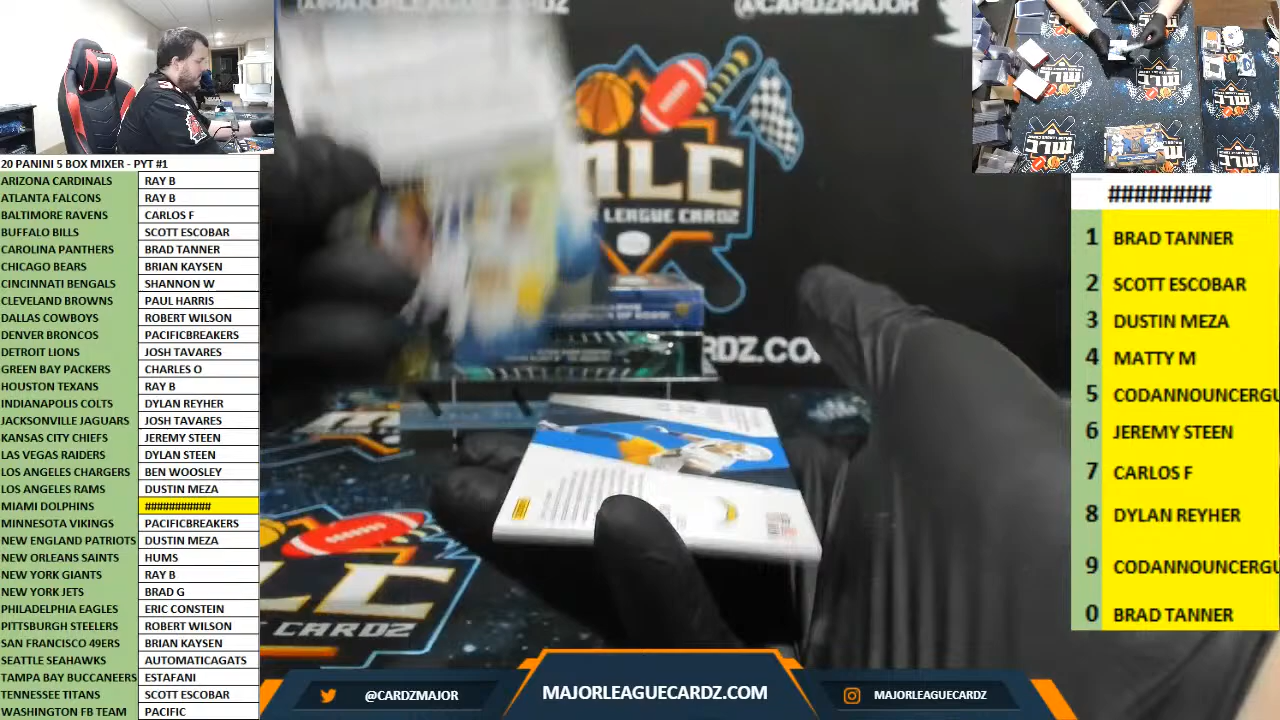 @MAJORLEAGUECARDZ
@CARDZMAJOR
MLC
LEAGUE CARDZ
RDZ.CO
LC
CARDZ
20 PANINI 5 BOX MIXER - PYT #1
ARIZONA CARDINALS RAY B
ATLANTA FALCONS RAY B
BALTIMORE RAVENS CARLOS F
BUFFALO BILLS SCOTT ESCOBAR
CAROLINA PANTHERS BRAD TANNER
CHICAGO BEARS BRIAN KAYSEN
CINCINNATI BENGALS SHANNON W
CLEVELAND BROWNS PAUL HARRIS
DALLAS COWBOYS ROBERT WILSON
DENVER BRONCOS PACIFICBREAKERS
DETROIT LIONS JOSH TAVARES
GREEN BAY PACKERS CHARLES O
HOUSTON TEXANS RAY B
INDIANAPOLIS COLTS DYLAN REYHER
JACKSONVILLE JAGUARS JOSH TAVARES
KANSAS CITY CHIEFS JEREMY STEEN
LAS VEGAS RAIDERS DYLAN STEEN
LOS ANGELES CHARGERS BEN WOOSLEY
LOS ANGELES RAMS DUSTIN MEZA
MIAMI DOLPHINS ###########
MINNESOTA VIKINGS PACIFICBREAKERS
NEW ENGLAND PATRIOTS DUSTIN MEZA
NEW ORLEANS SAINTS HUMS
NEW YORK GIANTS RAY B
NEW YORK JETS BRAD G
PHILADELPHIA EAGLES ERIC CONSTEIN
PITTSBURGH STEELERS ROBERT WILSON
SAN FRANCISCO 49ERS BRIAN KAYSEN
SEATTLE SEAHAWKS AUTOMATICAGATS
TAMPA BAY BUCCANEERS ESTAFANI
TENNESSEE TITANS SCOTT ESCOBAR
WASHINGTON FB TEAM PACIFIC
########
1 BRAD TANNER
2 SCOTT ESCOBAR
3 DUSTIN MEZA
4 MATTY M
5 CODANNOUNCERGU
6 JEREMY STEEN
7 CARLOS F
8 DYLAN REYHER
9 CODANNOUNCERGU
0 BRAD TANNER
@CARDZMAJOR
MAJORLEAGUECARDZ.COM
MAJORLEAGUECARDZ